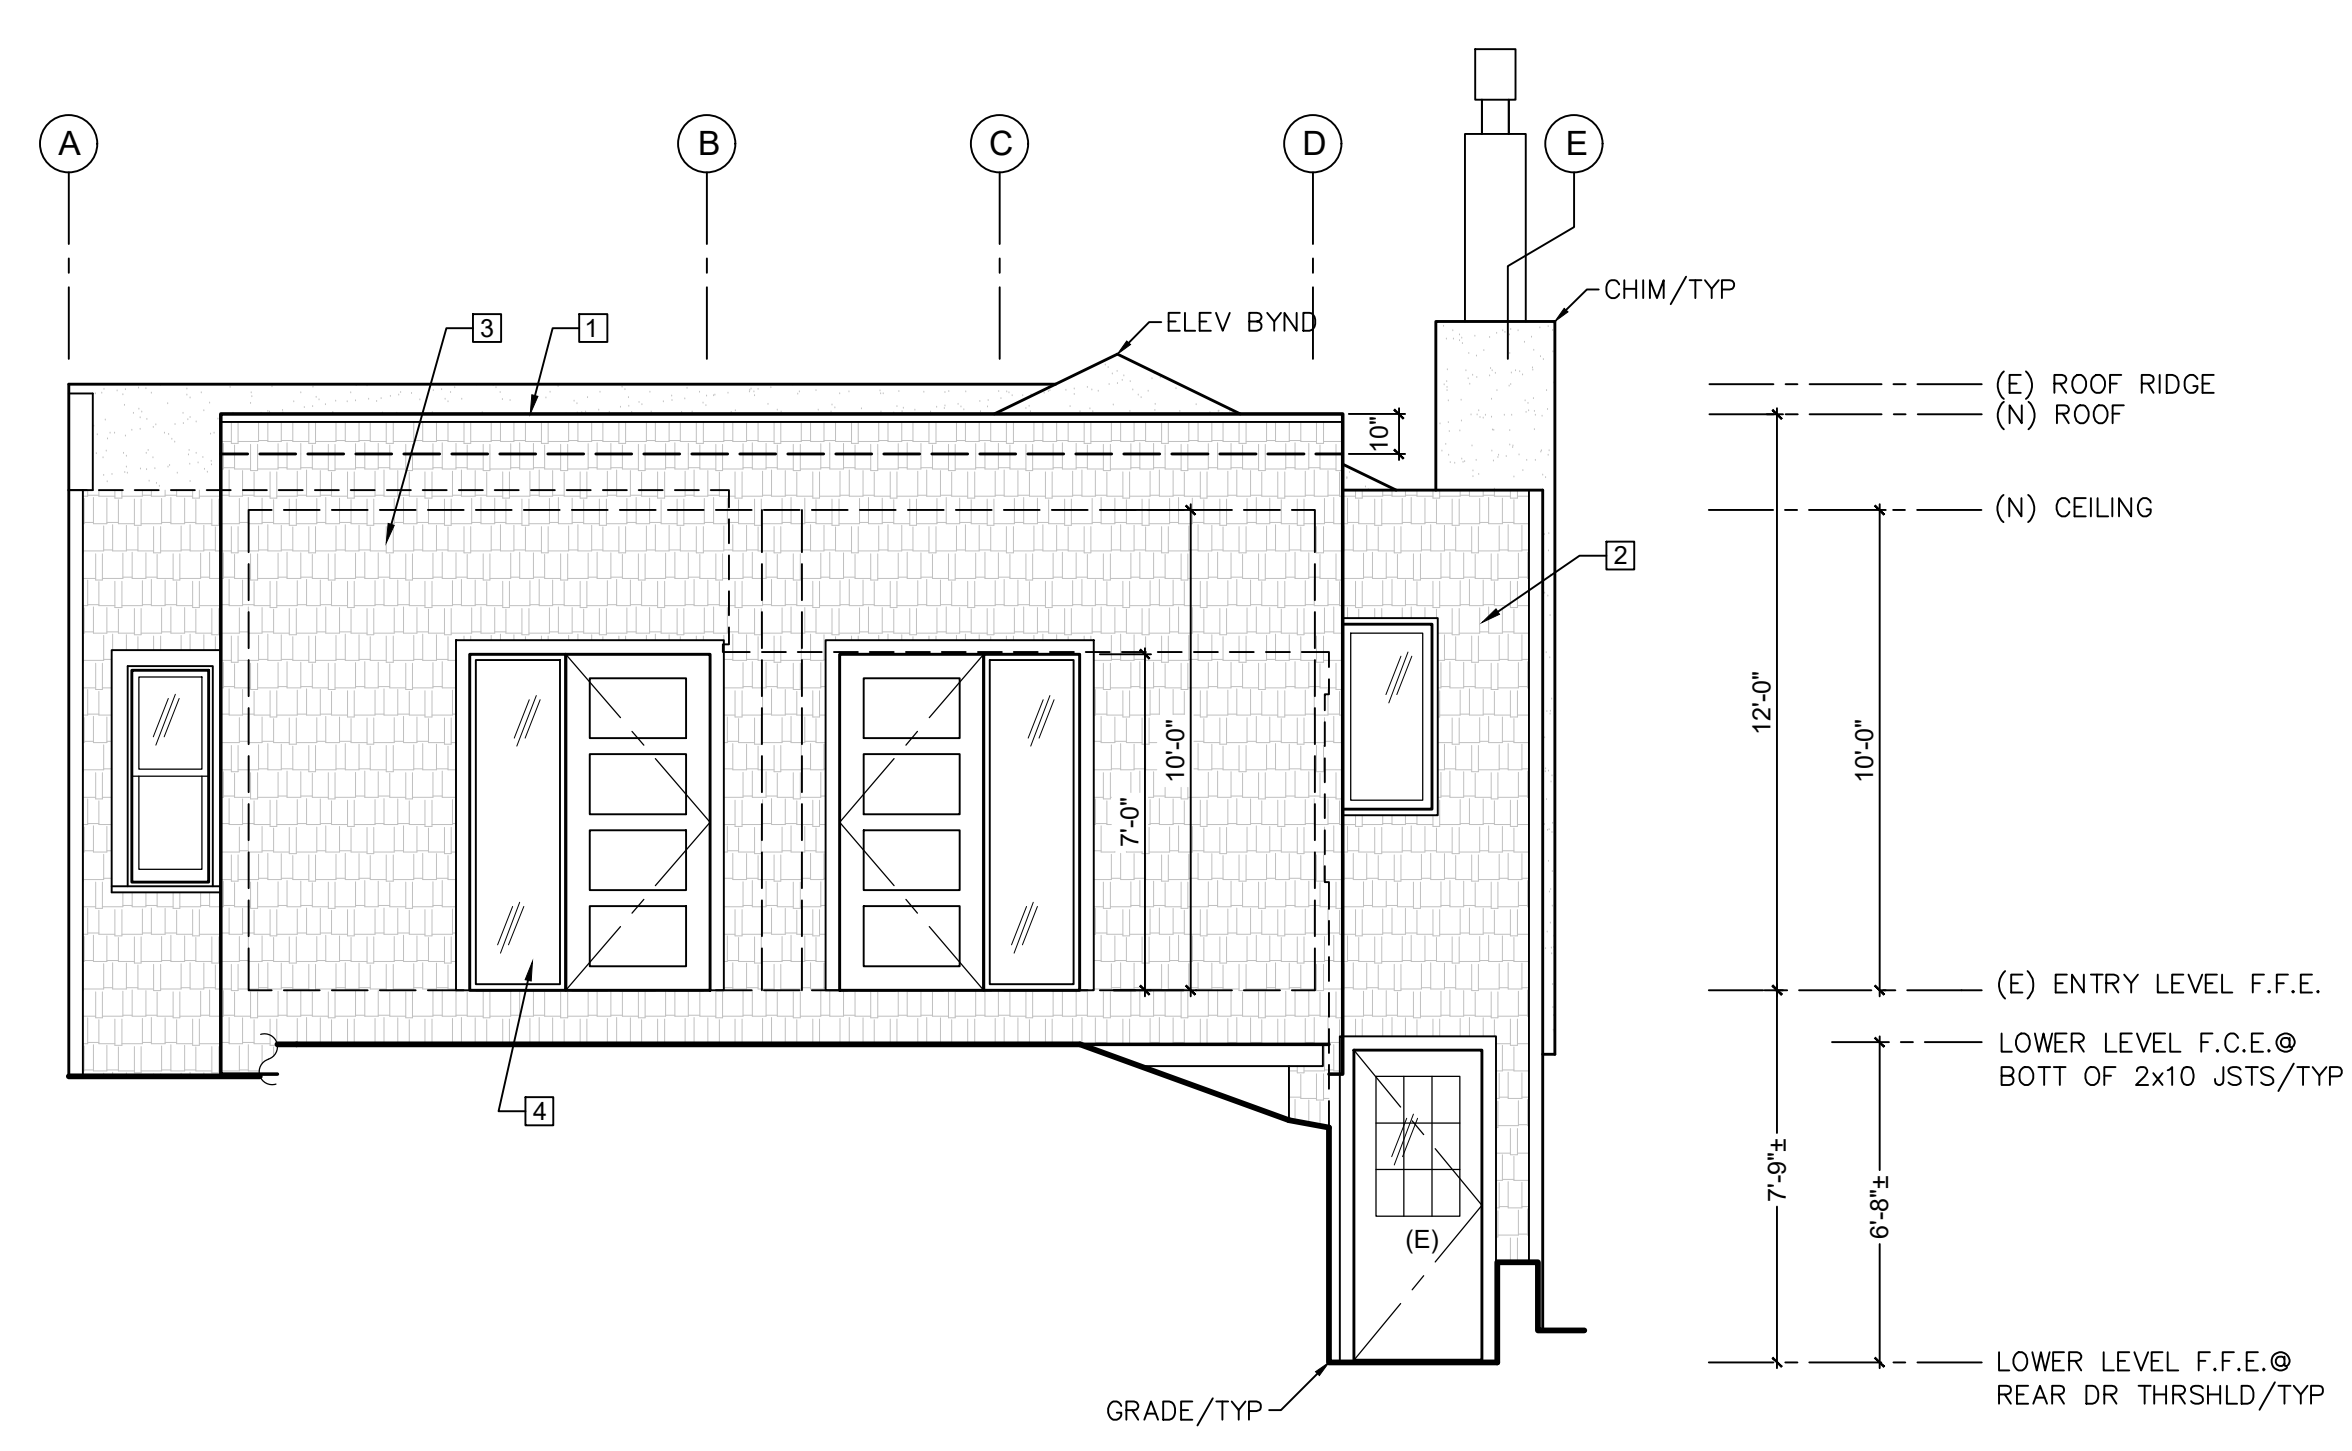 A
B
C
D
E
CHIM/TYP
3
1
ELEV BYND
(E) ROOF RIDGE
(N) ROOF
10"
(N) CEILING
2
12'-0"
10'-0"
10'-0"
7'-0"
(E) ENTRY LEVEL F.F.E.
LOWER LEVEL F.C.E.@
BOTT OF 2x10 JSTS/TYP
4
7'-9"±
6'-8"±
(E)
LOWER LEVEL F.F.E.@
REAR DR THRSHLD/TYP
GRADE/TYP